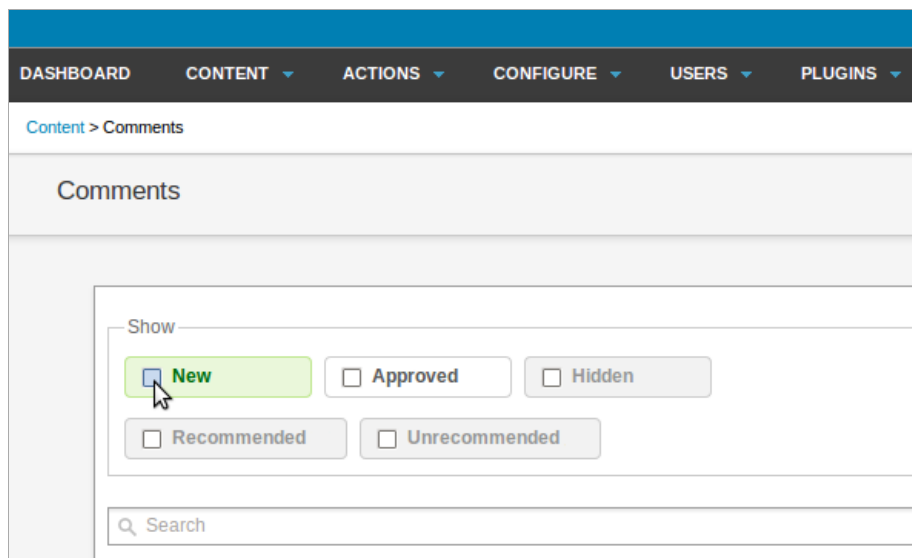 DASHBOARD CONTENT ACTIONS CONFIGURE USERS PLUGINS
Content > Comments
Comments
Show
New Approved Hidden
Recommended Unrecommended
Search